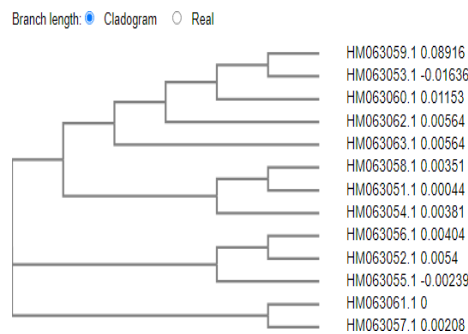 Branch length: Cladogram Real
HM063059.1 0.08916
HM063053.1 -0.01636
HM063060.1 0.01153
HM063062.1 0.00564
HM063063.1 0.00564
HM063058.1 0.00351
HM063051.1 0.00044
HM063054.1 0.00381
HM063056.1 0.00404
HM063052.1 0.0054
HM063055.1 -0.00239
HM063061.1 0
HM063057.1 0.00208